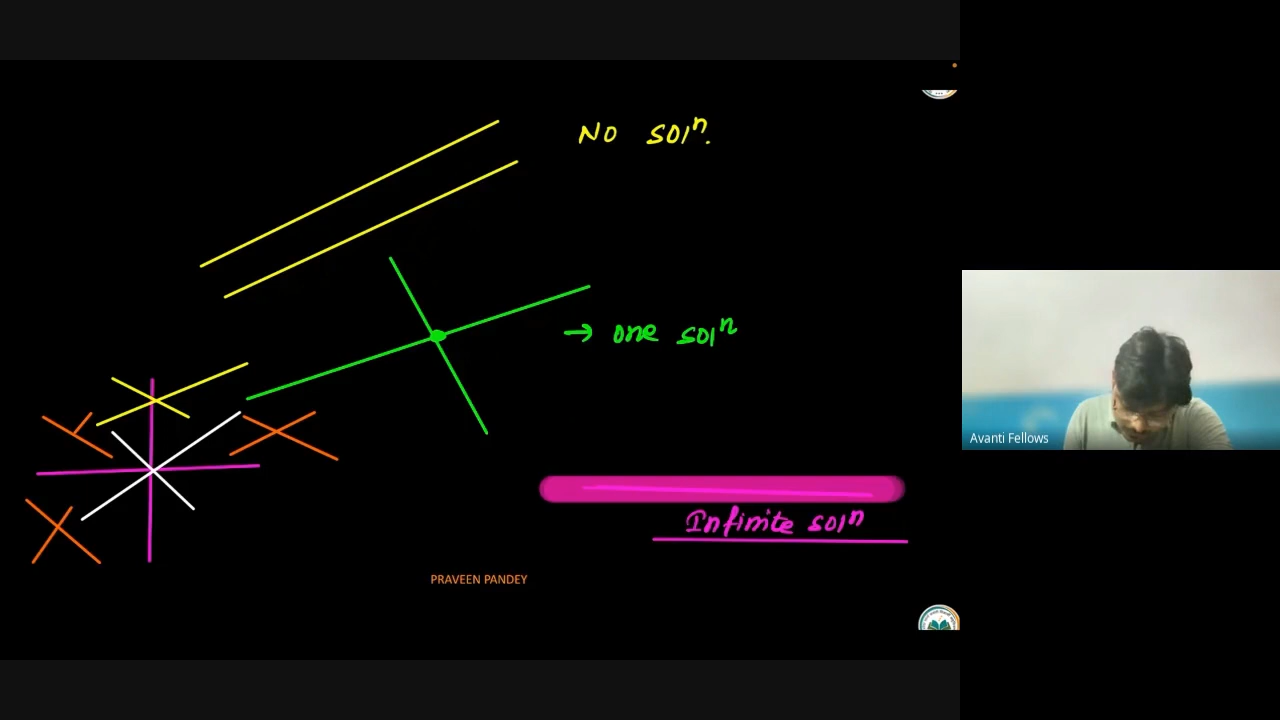 No solⁿ.
→ one solⁿ
Infinite solⁿ
PRAVEEN PANDEY
Avanti Fellows